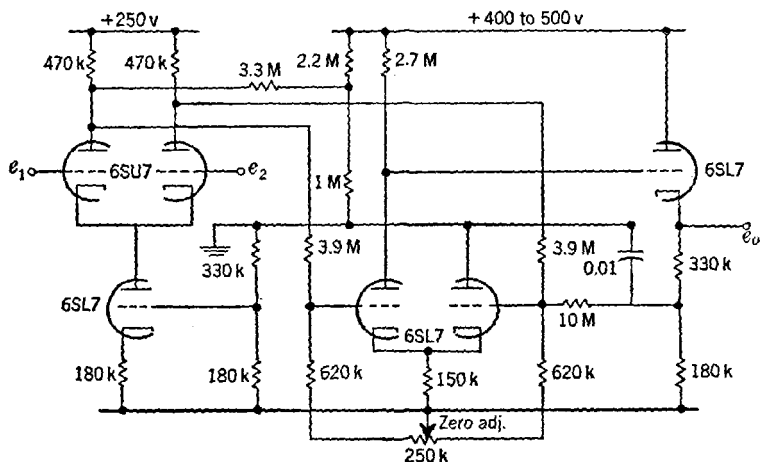 +250 v
+400 to 500 v
470 k
470 k
3.3 M
2.2 M
2.7 M
e₁
6SU7
e₂
6SL7
1 M
e₀
330 k
3.9 M
3.9 M
0.01
330 k
6SL7
6SL7
10 M
180 k
180 k
620 k
150 k
620 k
180 k
Zero adj.
250 k